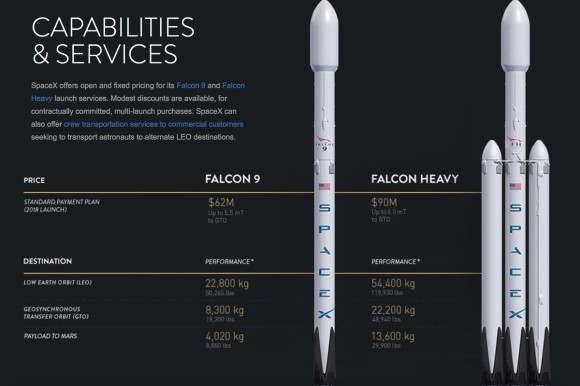 CAPABILITIES
& SERVICES
SpaceX offers open and fixed pricing for its Falcon 9 and Falcon
Heavy launch services. Modest discounts are available, for
contractually committed, multi-launch purchases. SpaceX can
also offer crew transportation services to commercial customers
seeking to transport astronauts to alternate LEO destinations.
PRICE FALCON 9 FALCON HEAVY
STANDARD PAYMENT PLAN $62M $90M
(2018 LAUNCH) Up to 5.5 mT Up to 8.0 mT
to GTO to GTO
DESTINATION PERFORMANCE* PERFORMANCE*
LOW EARTH ORBIT (LEO) 22,800 kg 54,400 kg
50,265 lbs 119,930 lbs
GEOSYNCHRONOUS 8,300 kg 22,200 kg
TRANSFER ORBIT (GTO) 18,300 lbs 48,940 lbs
PAYLOAD TO MARS 4,020 kg 13,600 kg
8,860 lbs 29,900 lbs
FALCON
9
FH
SPACEX
SPACEX